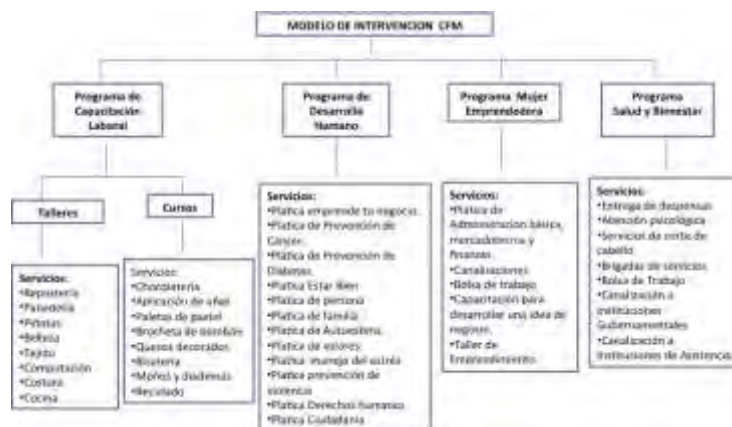 MODELO DE INTERVENCION CFM
Programa de
Capacitación
Laboral
Programa de
Desarrollo
Humano
Programa Mujer
Emprendedora
Programa
Salud y Bienestar
Talleres
Cursos
Servicios:
•Repostería
•Panadería
•Piñatas
•Belleza
•Tejido
•Computación
•Costura
•Cocina
Servicios:
•Chocolatería
•Aplicación de uñas
•Paletas de pastel
•Brocheta de bombón
•Quesos decorados
•Bisutería
•Moños y diademas
•Reciclado
Servicios:
•Platica emprende tu negocio.
•Platica de Prevención de
Cáncer.
•Platica de Prevención de
Diabetes.
•Platica Estar Bien
•Platica de persona
•Platica de familia
•Platica de Autoestima
•Platica de valores
•Platica manejo del estrés
•Platica prevención de
violencia
•Platica Derechos humanos
•Platica Ciudadanía
Servicios:
•Platica de
Administracion básica,
mercadotecnia y
finanzas.
•Canalizaciones
•Bolsa de trabajo
•Capacitación para
desarrollar una idea de
negocio.
•Taller de
Emprendimiento.
Servicios:
•Entrega de despensas
•Atención psicológica
•Servicios de corte de
cabello
•Brigadas de servicios
•Bolsa de Trabajo
•Canalización a
instituciones
Gubernamentales
•Canalización a
Instituciones de Asistencia